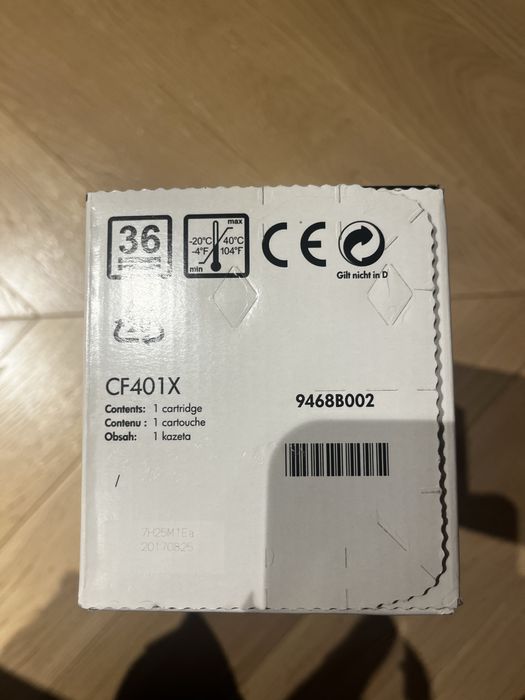 36
max
-20°C 40°C
-4°F 104°F
min
CE
Gilt nicht in D
CF401X
Contents: 1 cartridge
Contenu : 1 cartouche
Obsah: 1 kazeta
9468B002
/
7H25M1Ea
20170825